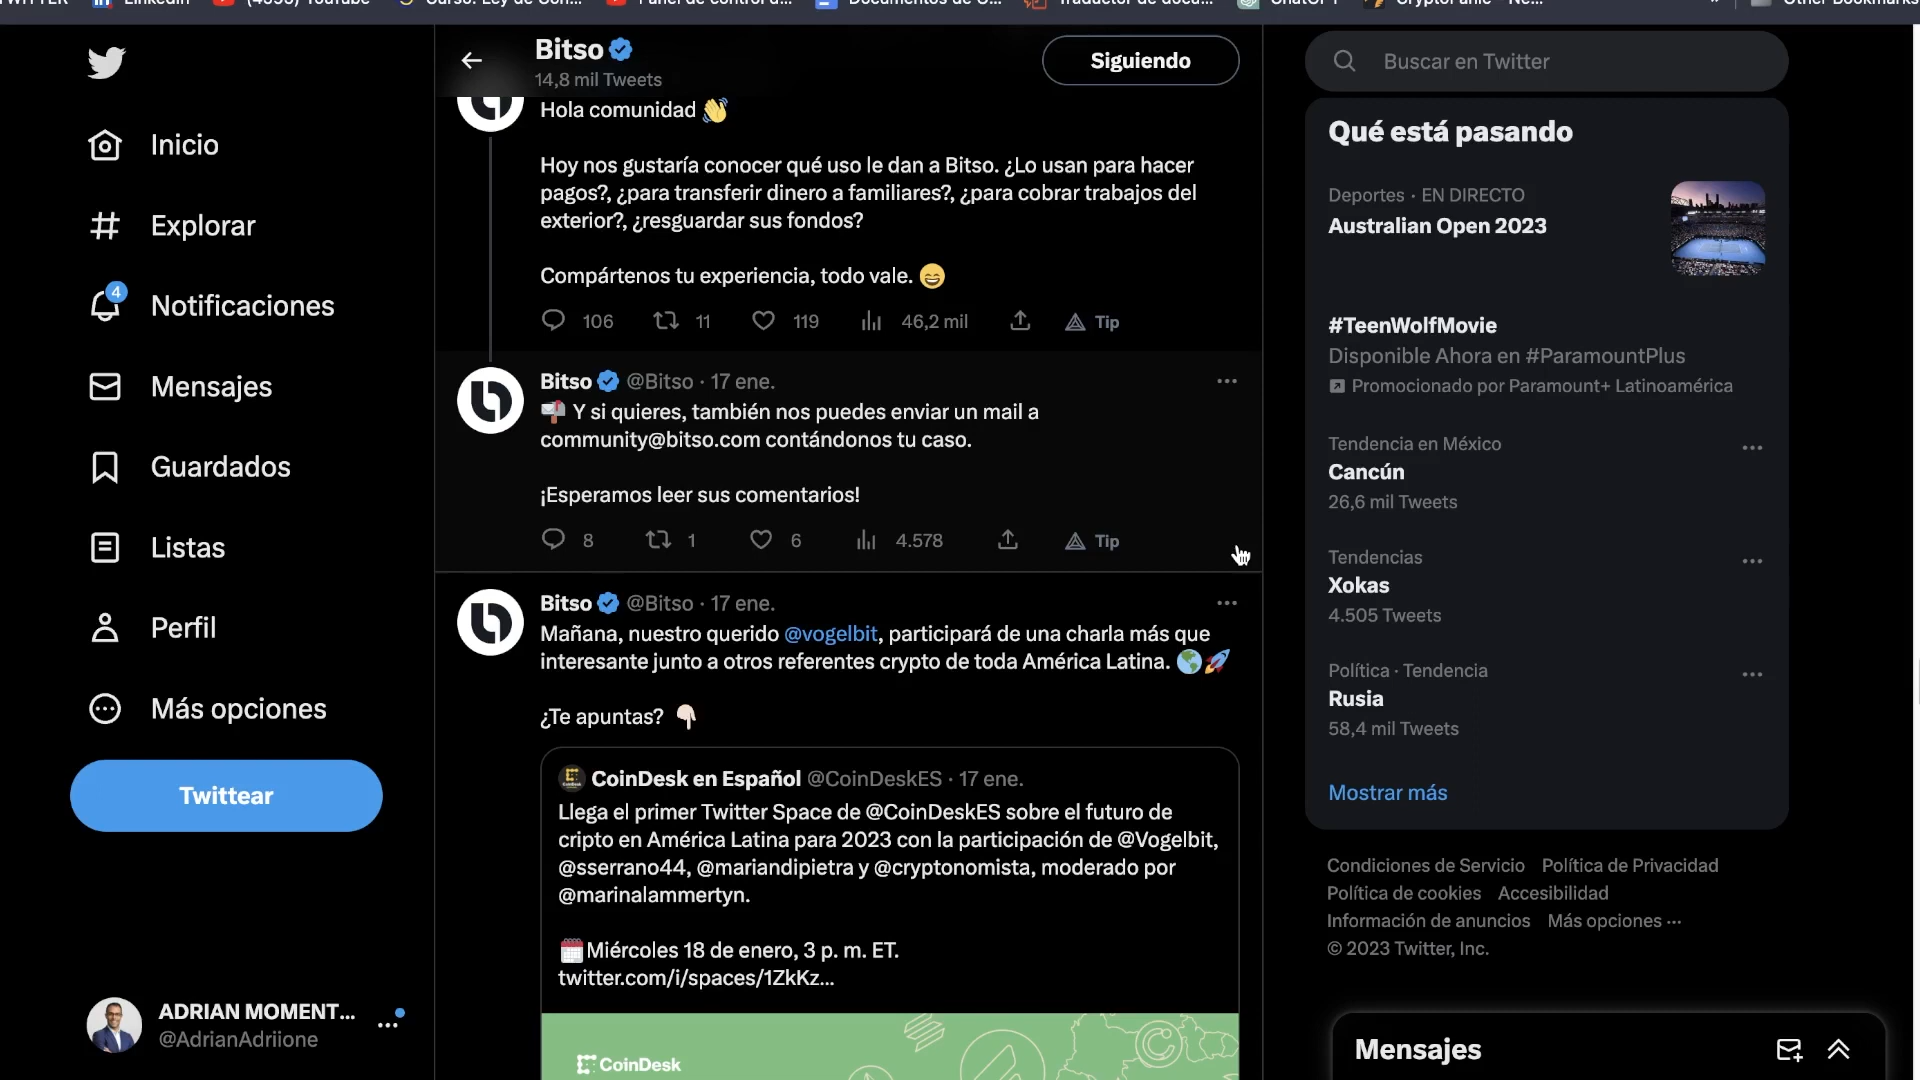 Bitso
14,8 mil Tweets
Siguiendo
Inicio
Explorar
4
Notificaciones
Mensajes
Guardados
Listas
Perfil
Más opciones
Twittear
ADRIAN MOMENT...
@AdrianAdriione
Hola comunidad 👋
Hoy nos gustaría conocer qué uso le dan a Bitso. ¿Lo usan para hacer
pagos?, ¿para transferir dinero a familiares?, ¿para cobrar trabajos del
exterior?, ¿resguardar sus fondos?
Compártenos tu experiencia, todo vale. 😄
106 11 119 46,2 mil Tip
Bitso @Bitso · 17 ene.
📬 Y si quieres, también nos puedes enviar un mail a
community@bitso.com contándonos tu caso.
¡Esperamos leer sus comentarios!
8 1 6 4.578 Tip
Bitso @Bitso · 17 ene.
Mañana, nuestro querido @vogelbit, participará de una charla más que
interesante junto a otros referentes crypto de toda América Latina. 🌎🚀
¿Te apuntas? 👇🏻
CoinDesk en Español @CoinDeskES · 17 ene.
Llega el primer Twitter Space de @CoinDeskES sobre el futuro de
cripto en América Latina para 2023 con la participación de @Vogelbit,
@sserrano44, @mariandipietra y @cryptonomista, moderado por
@marinalammertyn.
🗓️Miércoles 18 de enero, 3 p. m. ET.
twitter.com/i/spaces/1ZkKz...
CoinDesk
Buscar en Twitter
Qué está pasando
Deportes · EN DIRECTO
Australian Open 2023
#TeenWolfMovie
Disponible Ahora en #ParamountPlus
Promocionado por Paramount+ Latinoamérica
Tendencia en México
Cancún
26,6 mil Tweets
Tendencias
Xokas
4.505 Tweets
Política · Tendencia
Rusia
58,4 mil Tweets
Mostrar más
Condiciones de Servicio Política de Privacidad
Política de cookies Accesibilidad
Información de anuncios Más opciones ···
© 2023 Twitter, Inc.
Mensajes